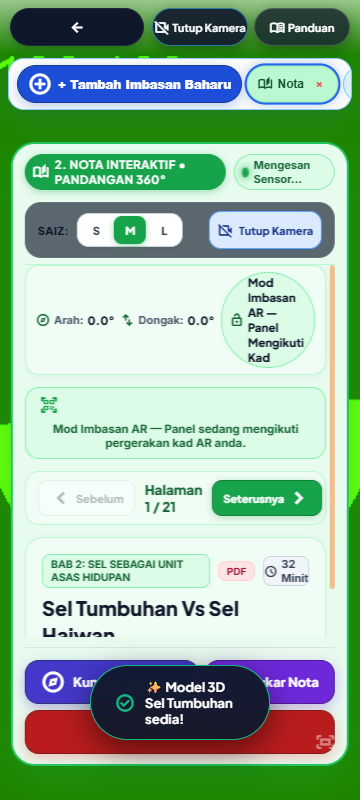 Tutup Kamera
Panduan
+ Tambah Imbasan Baharu
Nota ×
2. NOTA INTERAKTIF ●
PANDANGAN 360°
Mengesan
Sensor...
SAIZ: S M L
Tutup Kamera
Arah: 0.0° Dongak: 0.0°
Mod
Imbasan
AR —
Panel
Mengikuti
Kad
Mod Imbasan AR — Panel sedang mengikuti
pergerakan kad AR anda.
Sebelum
Halaman
1 / 21
Seterusnya
BAB 2: SEL SEBAGAI UNIT
ASAS HIDUPAN
PDF
32
Minit
Sel Tumbuhan Vs Sel
Haiwan
✨ Model 3D
Sel Tumbuhan
sedia!
Nota